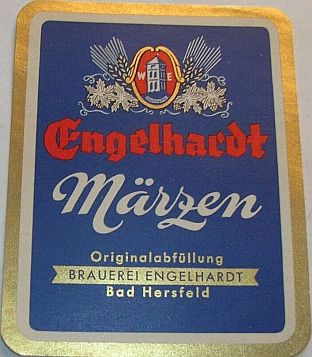 W E
Engelhardt
Märzen
Originalabfüllung
BRAUEREI ENGELHARDT
Bad Hersfeld